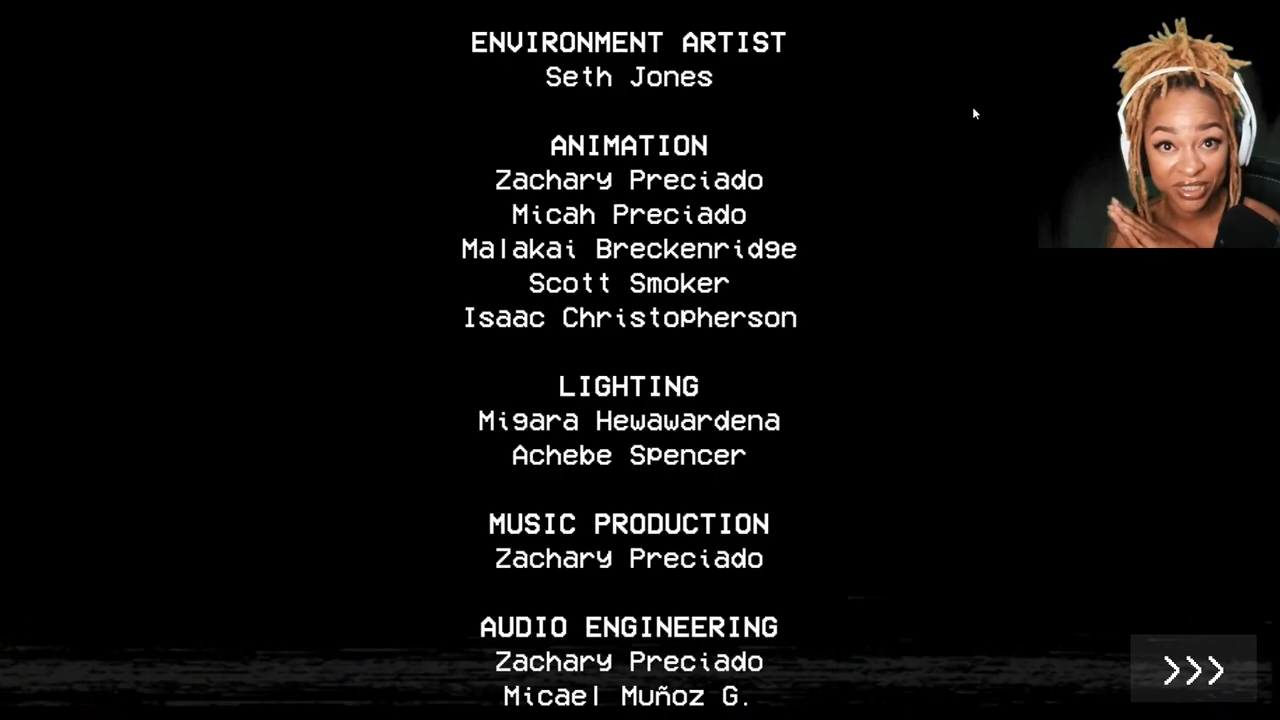 ENVIRONMENT ARTIST
Seth Jones
ANIMATION
Zachary Preciado
Micah Preciado
Malakai Breckenridge
Scott Smoker
Isaac Christopherson
LIGHTING
Migara Hewawardena
Achebe Spencer
MUSIC PRODUCTION
Zachary Preciado
AUDIO ENGINEERING
Zachary Preciado
Micael Muñoz G.
>>>